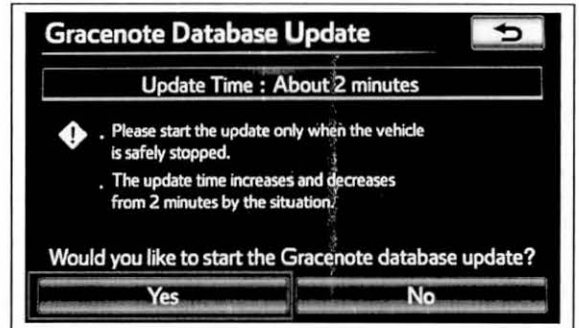 Gracenote Database Update
Update Time : About 2 minutes
. Please start the update only when the vehicle
is safely stopped.
. The update time increases and decreases
from 2 minutes by the situation.
Would you like to start the Gracenote database update?
Yes
No